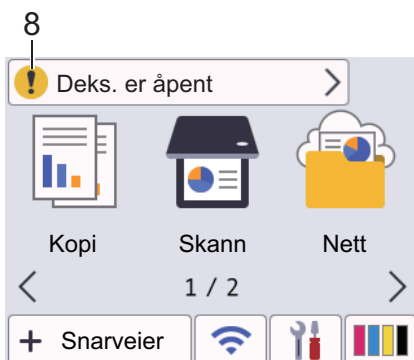 8
! Deks. er åpent
Kopi Skann Nett
1 / 2
+ Snarveier